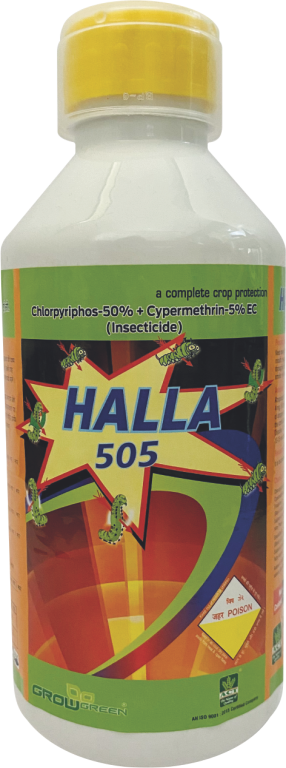 a complete crop protection
Chlorpyriphos-50% + Cypermethrin-5% EC
(Insecticide)
HALLA
505
विष
ज़हर POISON
GROW GREEN
ACT